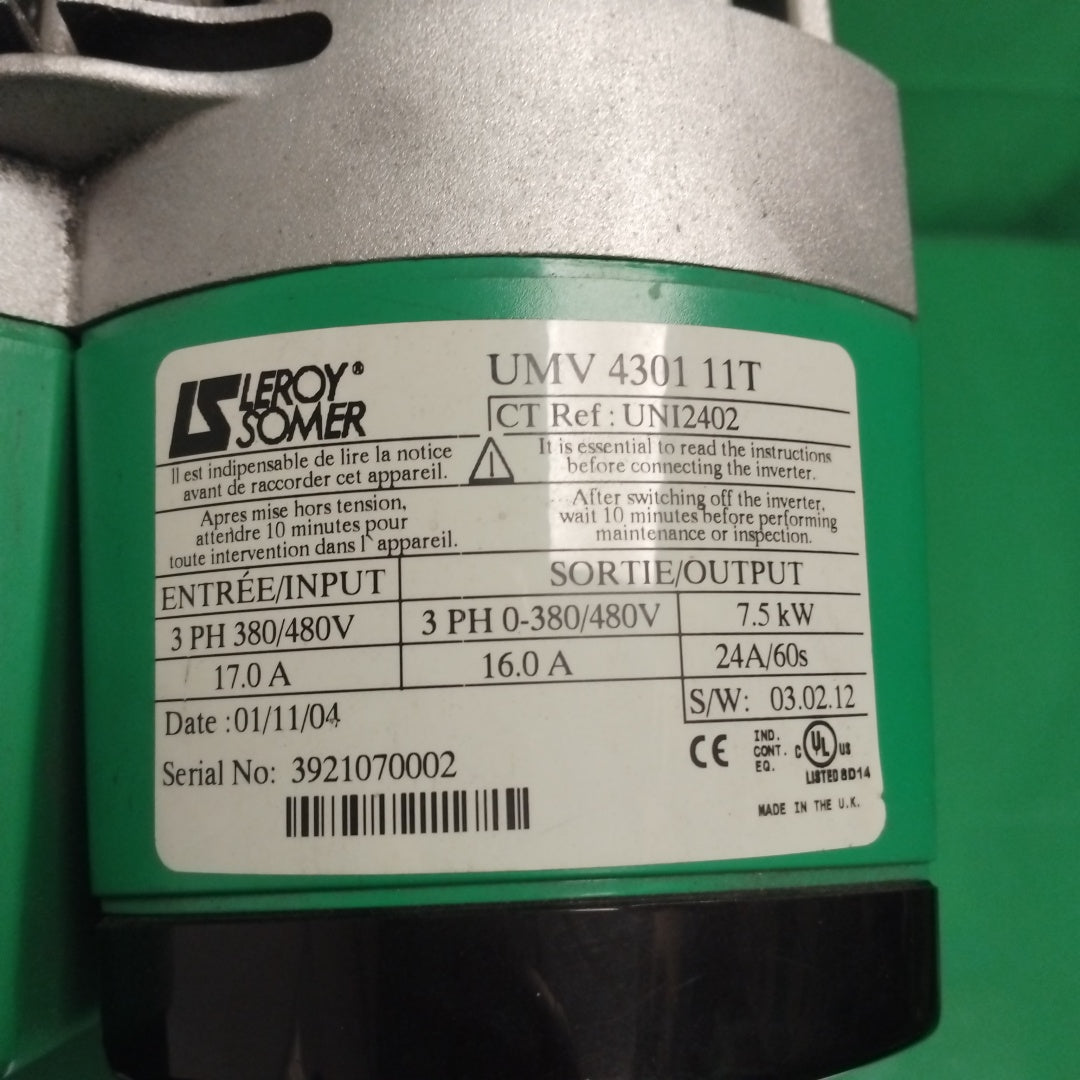 LS LEROY®
SOMER
UMV 4301 11T
CT Ref : UNI2402
Il est indipensable de lire la notice
avant de raccorder cet appareil.
It is essential to read the instructions
before connecting the inverter.
Apres mise hors tension,
attendre 10 minutes pour
toute intervention dans l'appareil.
After switching off the inverter,
wait 10 minutes before performing
maintenance or inspection.
ENTRÉE/INPUT
SORTIE/OUTPUT
3 PH 380/480V
3 PH 0-380/480V
7.5 kW
17.0 A
16.0 A
24A/60s
Date :01/11/04
S/W: 03.02.12
Serial No: 3921070002
CE
IND.
CONT.
EQ.
C UL US
LISTED 8D14
MADE IN THE U.K.